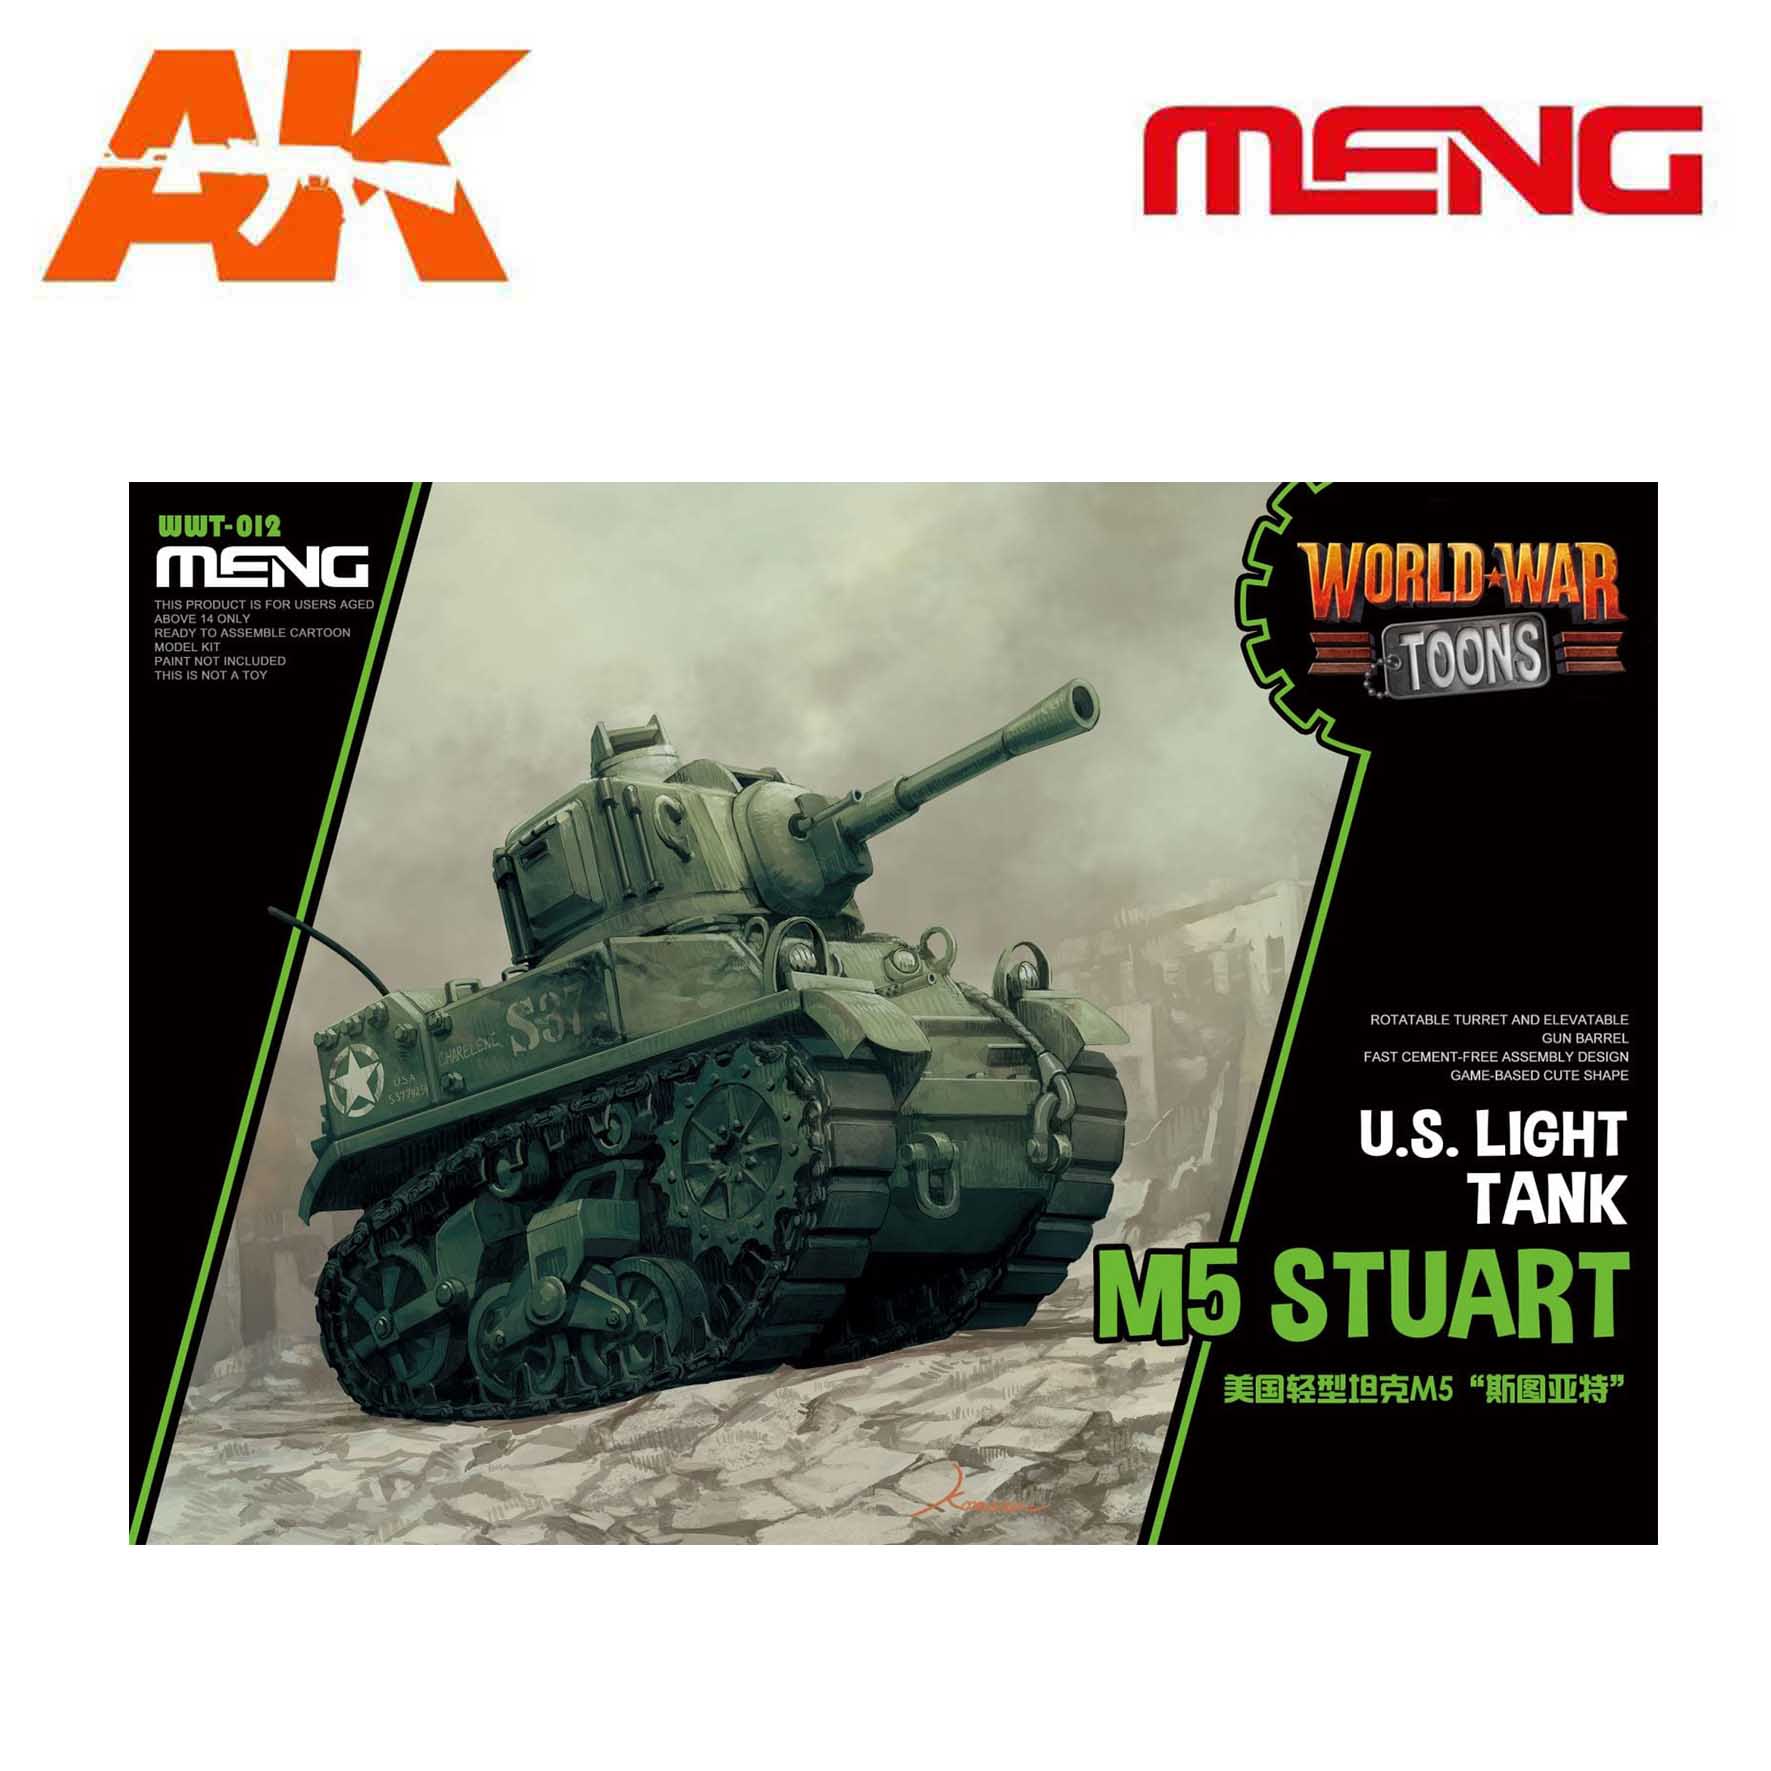 AK
MENG
WWT-012
MENG
THIS PRODUCT IS FOR USERS AGED
ABOVE 14 ONLY
READY TO ASSEMBLE CARTOON
MODEL KIT
PAINT NOT INCLUDED
THIS IS NOT A TOY
WORLD WAR
TOONS
S37
CHARELENE
U.S.A
ROTATABLE TURRET AND ELEVATABLE
GUN BARREL
FAST CEMENT-FREE ASSEMBLY DESIGN
GAME-BASED CUTE SHAPE
U.S. LIGHT
TANK
M5 STUART
美国轻型坦克M5“斯图亚特”